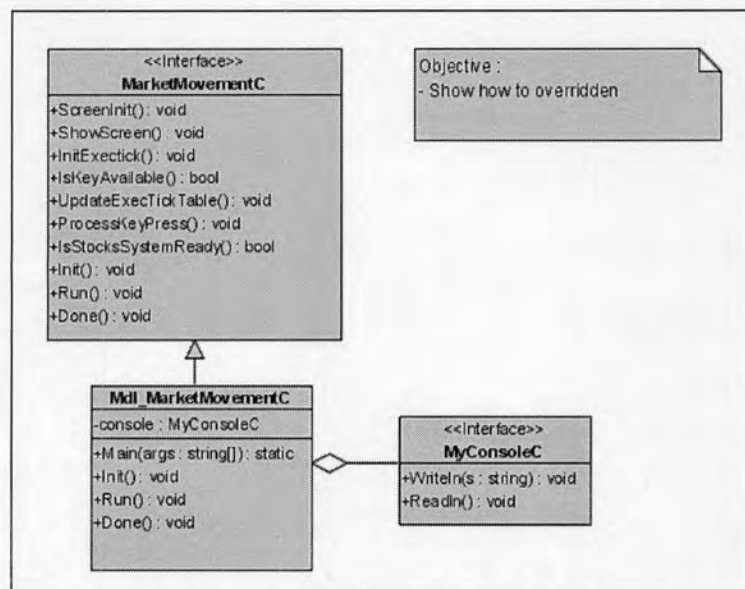 <<Interface>>
MarketMovementC
+ScreenInit() : void
+ShowScreen() : void
+InitExectick() : void
+IsKeyAvailable() : bool
+UpdateExecTickTable() : void
+ProcessKeyPress() : void
+IsStocksSystemReady() : bool
+Init() : void
+Run() : void
+Done() : void
Objective :
- Show how to overridden
Mdl_MarketMovementC
-console : MyConsoleC
+Main(args : string[]) : static
+Init() : void
+Run() : void
+Done() : void
<<Interface>>
MyConsoleC
+Writeln(s : string) : void
+Readln() : void